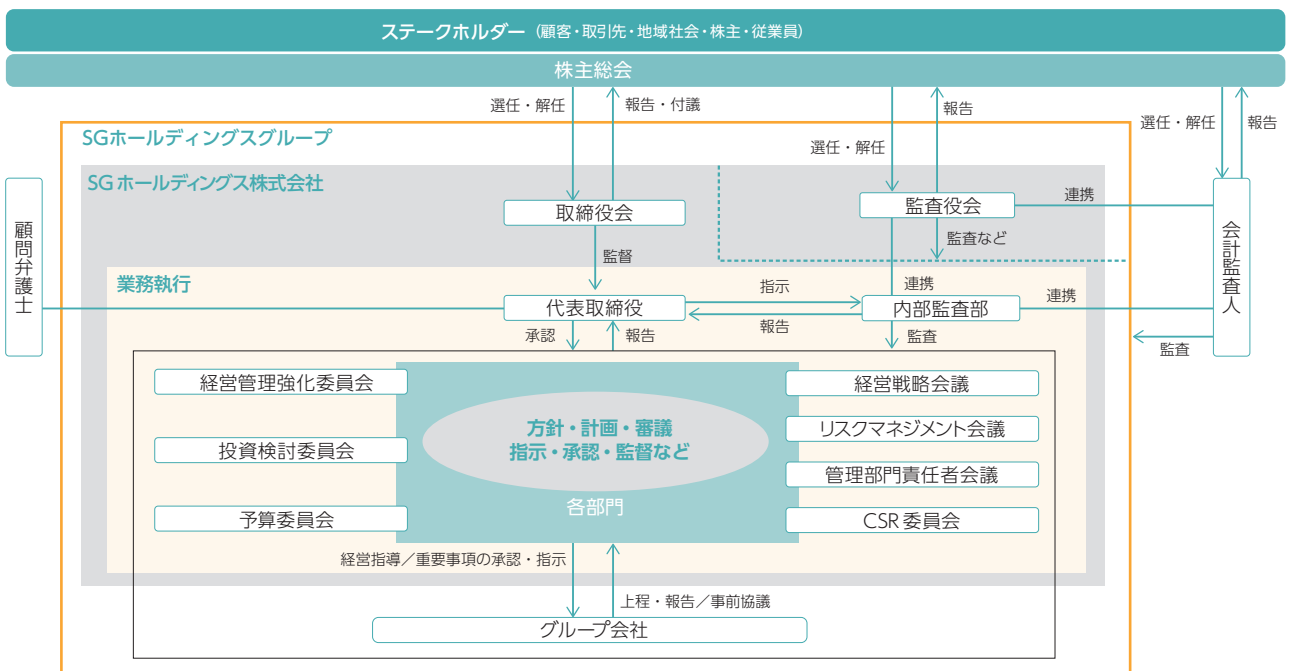 ステークホルダー（顧客・取引先・地域社会・株主・従業員）
株主総会
選任・解任
報告・付議
報告
選任・解任
報告
選任・解任
SGホールディングスグループ
SGホールディングス株式会社
顧問弁護士
取締役会
監査役会
連携
会計監査人
監督
監査など
業務執行
代表取締役
指示
報告
連携
内部監査部
連携
承認
報告
監査
監査
経営管理強化委員会
投資検討委員会
予算委員会
方針・計画・審議
指示・承認・監督など
各部門
経営戦略会議
リスクマネジメント会議
管理部門責任者会議
CSR委員会
経営指導／重要事項の承認・指示
上程・報告／事前協議
グループ会社